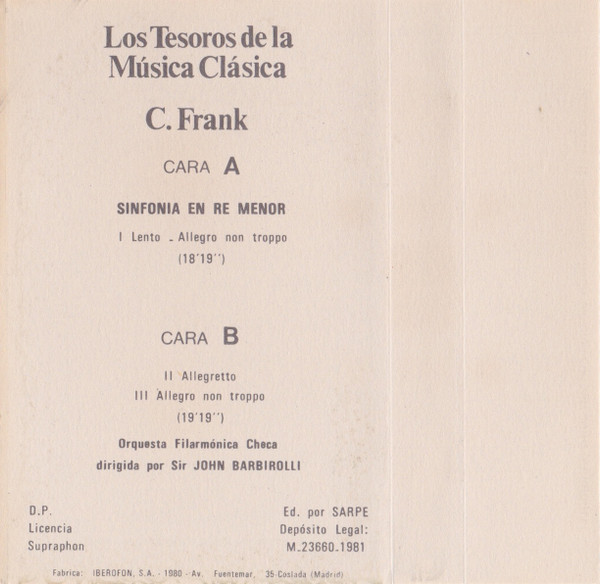 Los Tesoros de la
Música Clásica
C. Frank
CARA A
SINFONIA EN RE MENOR
I Lento - Allegro non troppo
(18'19'')
CARA B
II Allegretto
III Allegro non troppo
(19'19'')
Orquesta Filarmónica Checa
dirigida por Sir JOHN BARBIROLLI
D.P.
Licencia
Supraphon
Ed. por SARPE
Depósito Legal:
M.23660.1981
Fabrica: IBEROFON, S.A. - 1980 - Av. Fuentemar, 35-Coslada (Madrid)